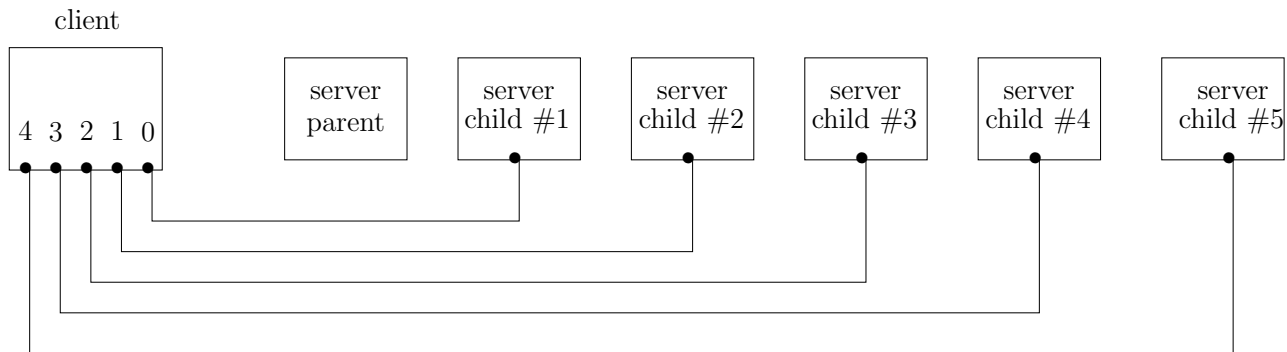 client
4 3 2 1 0
server
parent
server
child #1
server
child #2
server
child #3
server
child #4
server
child #5